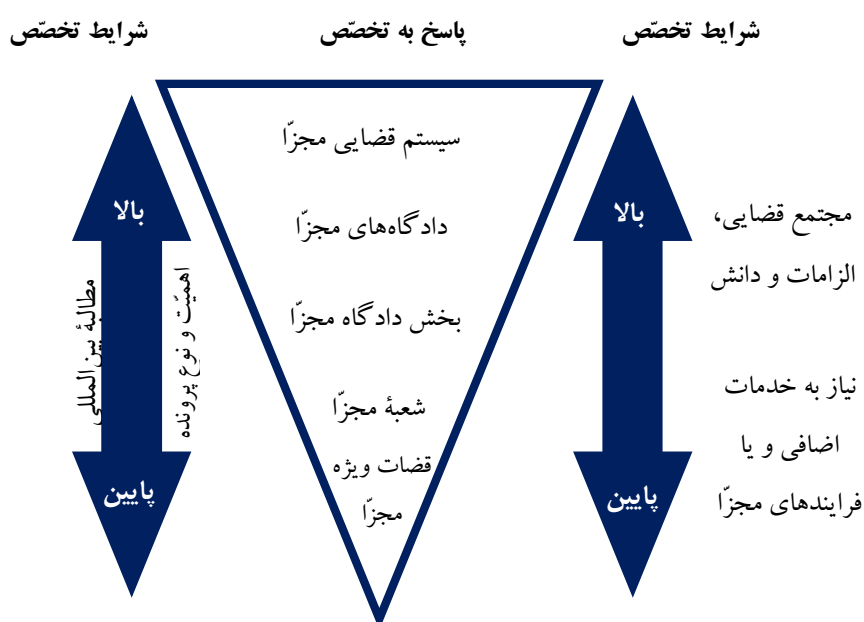 شرایط تخصّص
پاسخ به تخصّص
شرایط تخصّص
سیستم قضایی مجزّا
دادگاه‌های مجزّا
بخش دادگاه مجزّا
شعبهٔ مجزّا
قضات ویژه
مجزّا
بالا
پایین
مجتمع قضایی،
الزامات و دانش
نیاز به خدمات
اضافی و یا
فرایندهای مجزّا
بالا
پایین
اهمیّت و نوع پرونده
مطالبهٔ بین‌المللی